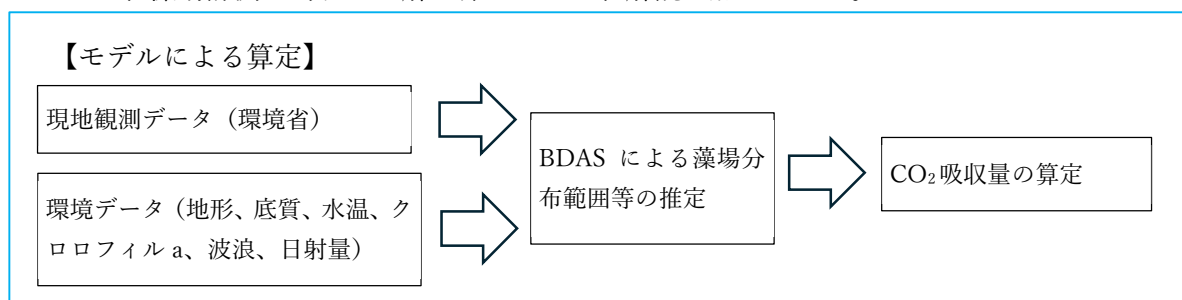 【モデルによる算定】
現地観測データ（環境省）
環境データ（地形、底質、水温、ク
ロロフィル a、波浪、日射量）
BDAS による藻場分
布範囲等の推定
CO₂吸収量の算定